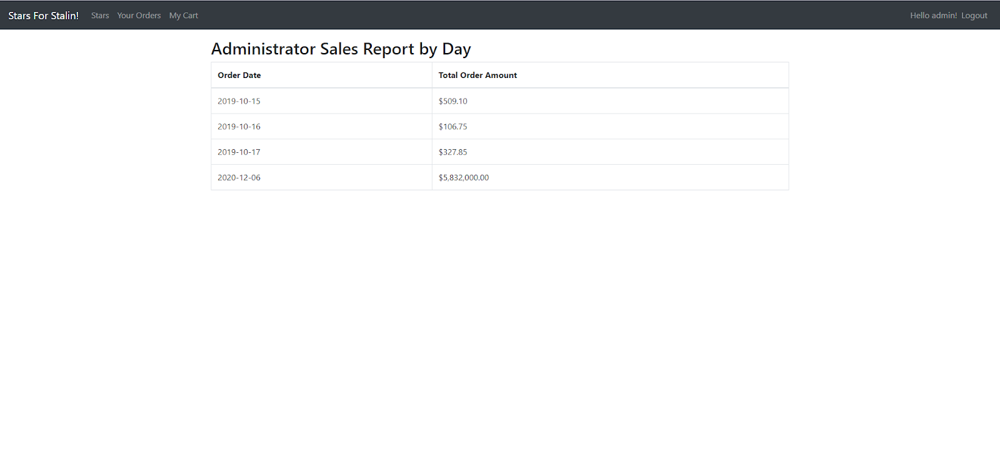 Stars For Stalin! Stars Your Orders My Cart Hello admin! Logout
Administrator Sales Report by Day
Order Date Total Order Amount
2019-10-15 $509.10
2019-10-16 $106.75
2019-10-17 $327.85
2020-12-06 $5,832,000.00